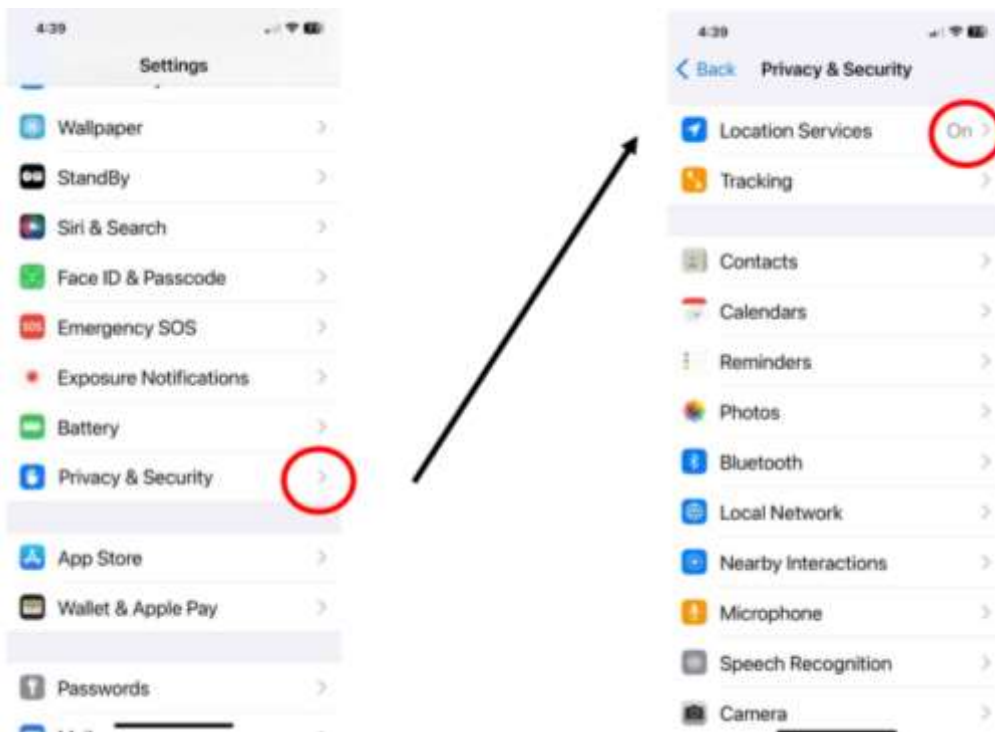 4:39
Settings
Wallpaper
StandBy
Siri & Search
Face ID & Passcode
SOS
Emergency SOS
Exposure Notifications
Battery
Privacy & Security
App Store
Wallet & Apple Pay
Passwords
4:39
Back Privacy & Security
Location Services On
Tracking
Contacts
Calendars
Reminders
Photos
Bluetooth
Local Network
Nearby Interactions
Microphone
Speech Recognition
Camera